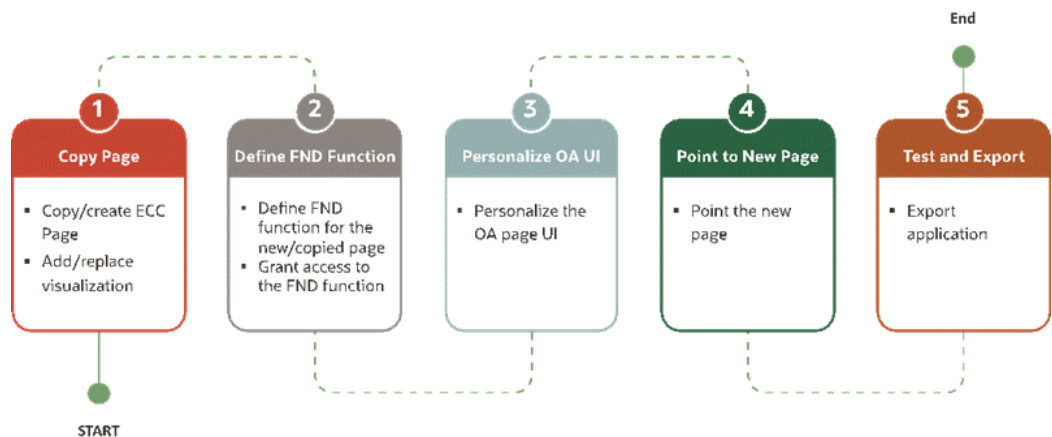 End
1
Copy Page
▪ Copy/create ECC
Page
▪ Add/replace
visualization
2
Define FND Function
▪ Define FND
function for the
new/copied page
▪ Grant access to
the FND function
3
Personalize OA UI
▪ Personalize the
OA page UI
4
Point to New Page
▪ Point the new
page
5
Test and Export
▪ Export
application
START